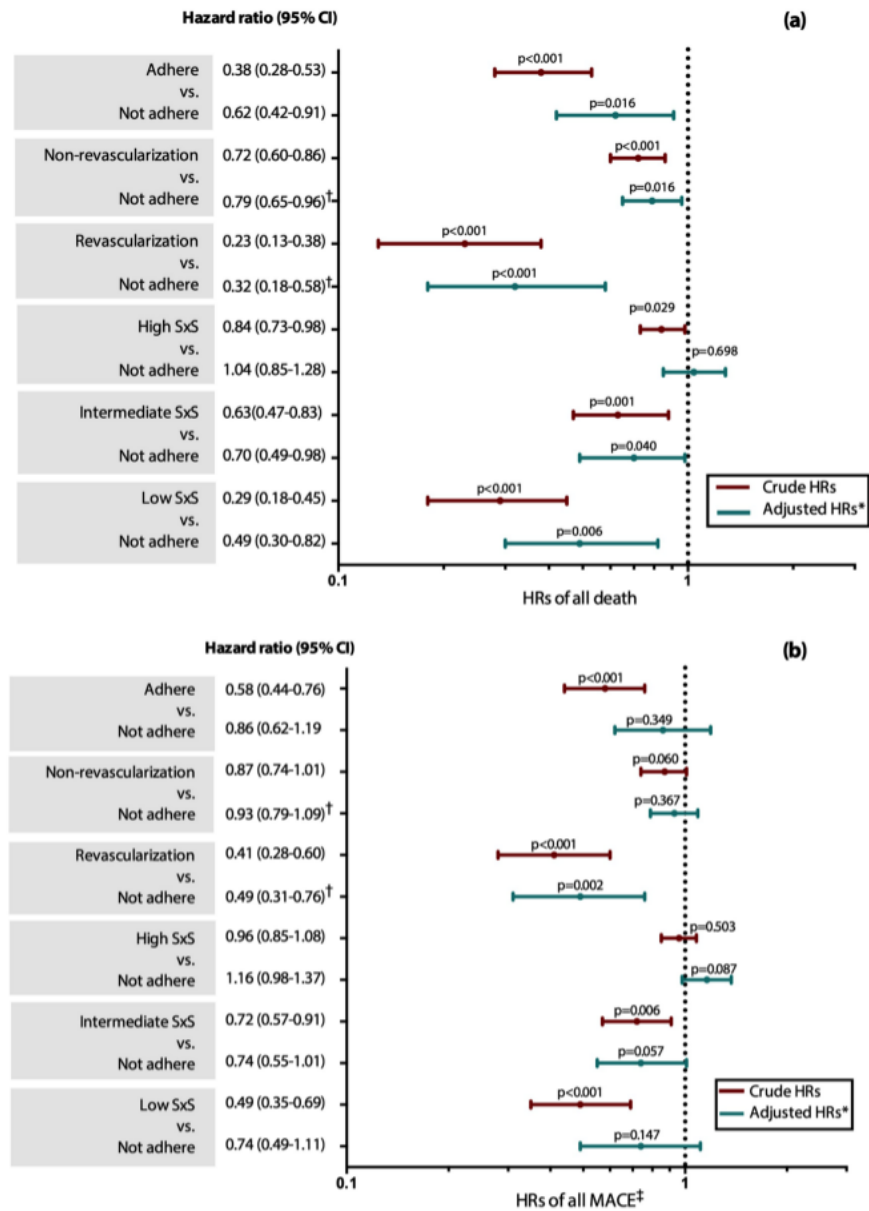 Hazard ratio (95% CI)
(a)
Adhere
vs.
Not adhere
0.38 (0.28-0.53)
0.62 (0.42-0.91)
p<0.001
p=0.016
Non-revascularization
vs.
Not adhere
0.72 (0.60-0.86)
0.79 (0.65-0.96)†
p<0.001
p=0.016
Revascularization
vs.
Not adhere
0.23 (0.13-0.38)
0.32 (0.18-0.58)†
p<0.001
p<0.001
High SxS
vs.
Not adhere
0.84 (0.73-0.98)
1.04 (0.85-1.28)
p=0.029
p=0.698
Intermediate SxS
vs.
Not adhere
0.63(0.47-0.83)
0.70 (0.49-0.98)
p=0.001
p=0.040
Low SxS
vs.
Not adhere
0.29 (0.18-0.45)
0.49 (0.30-0.82)
p<0.001
p=0.006
Crude HRs
Adjusted HRs*
0.1
1
HRs of all death
Hazard ratio (95% CI)
(b)
Adhere
vs.
Not adhere
0.58 (0.44-0.76)
0.86 (0.62-1.19
p<0.001
p=0.349
Non-revascularization
vs.
Not adhere
0.87 (0.74-1.01)
0.93 (0.79-1.09)†
p=0.060
p=0.367
Revascularization
vs.
Not adhere
0.41 (0.28-0.60)
0.49 (0.31-0.76)†
p<0.001
p=0.002
High SxS
vs.
Not adhere
0.96 (0.85-1.08)
1.16 (0.98-1.37)
p=0.503
p=0.087
Intermediate SxS
vs.
Not adhere
0.72 (0.57-0.91)
0.74 (0.55-1.01)
p=0.006
p=0.057
Low SxS
vs.
Not adhere
0.49 (0.35-0.69)
0.74 (0.49-1.11)
p<0.001
p=0.147
Crude HRs
Adjusted HRs*
0.1
1
HRs of all MACE‡